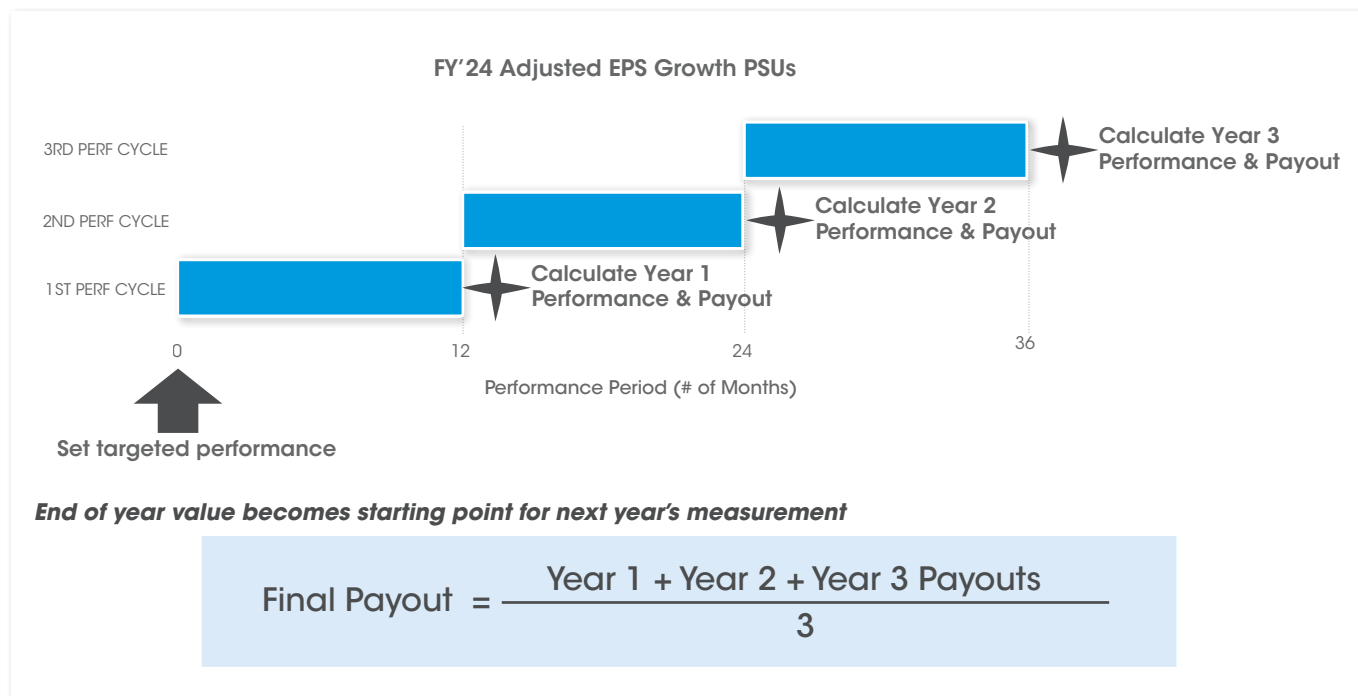 FY'24 Adjusted EPS Growth PSUs
3RD PERF CYCLE
Calculate Year 3
Performance & Payout
2ND PERF CYCLE
Calculate Year 2
Performance & Payout
1ST PERF CYCLE
Calculate Year 1
Performance & Payout
0
12
24
36
Performance Period (# of Months)
Set targeted performance
End of year value becomes starting point for next year's measurement
Final Payout = Year 1 + Year 2 + Year 3 Payouts
3